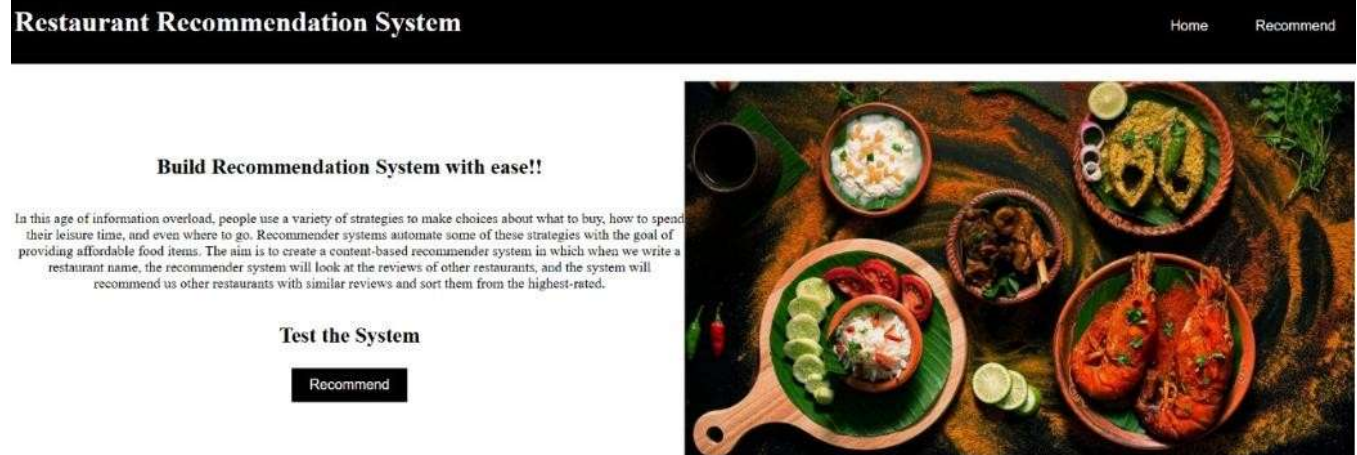 Restaurant Recommendation System
Home
Recommend
Build Recommendation System with ease!!
In this age of information overload, people use a variety of strategies to make choices about what to buy, how to spend
their leisure time, and even where to go. Recommender systems automate some of these strategies with the goal of
providing affordable food items. The aim is to create a content-based recommender system in which when we write a
restaurant name, the recommender system will look at the reviews of other restaurants, and the system will
recommend us other restaurants with similar reviews and sort them from the highest-rated.
Test the System
Recommend